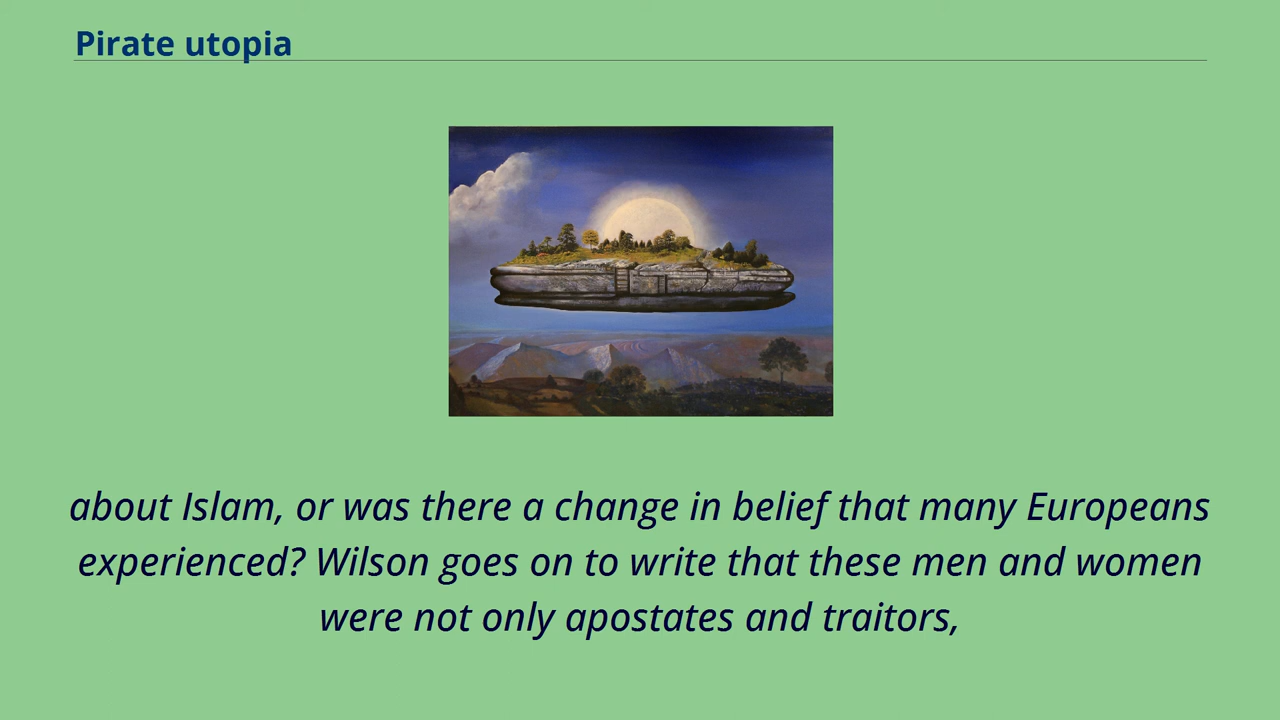 Pirate utopia
about Islam, or was there a change in belief that many Europeans
experienced? Wilson goes on to write that these men and women
were not only apostates and traitors,